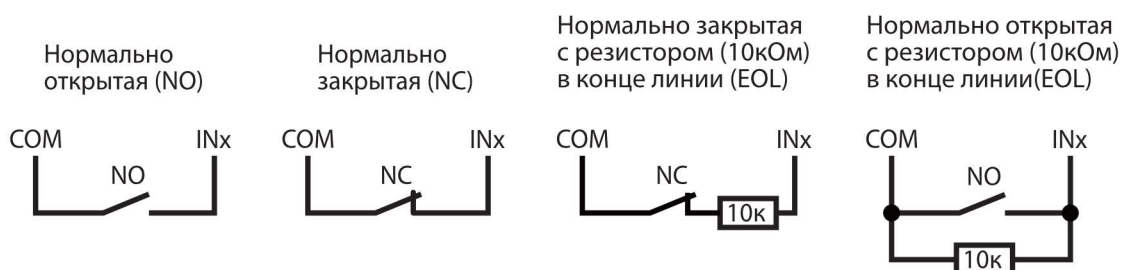 Нормально
открытая (NO)
COM
INx
NO
Нормально
закрытая (NC)
COM
INx
NC
Нормально закрытая
с резистором (10кОм)
в конце линии (EOL)
COM
INx
NC
10к
Нормально открытая
с резистором (10кОм)
в конце линии(EOL)
COM
INx
NO
10к